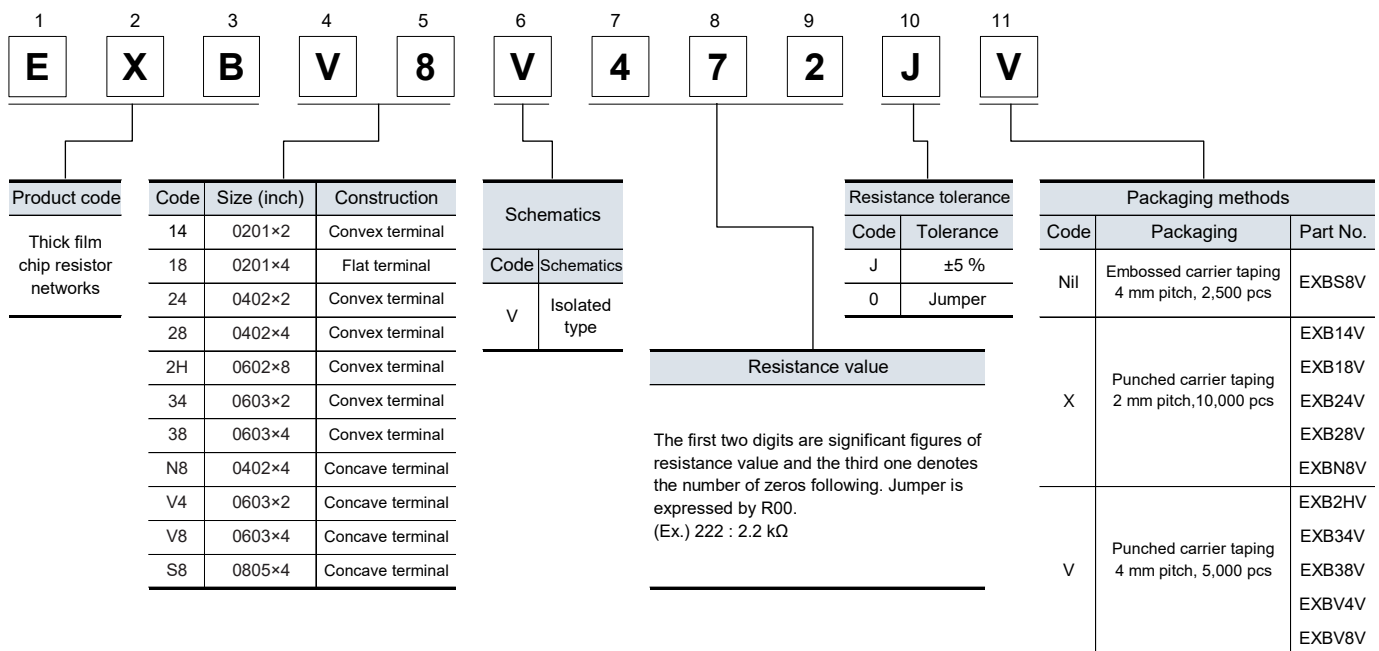 1 2 3 4 5 6 7 8 9 10 11
E X B V 8 V 4 7 2 J V
Product code
Thick film
chip resistor
networks
Code Size (inch) Construction
14 0201×2 Convex terminal
18 0201×4 Flat terminal
24 0402×2 Convex terminal
28 0402×4 Convex terminal
2H 0602×8 Convex terminal
34 0603×2 Convex terminal
38 0603×4 Convex terminal
N8 0402×4 Concave terminal
V4 0603×2 Concave terminal
V8 0603×4 Concave terminal
S8 0805×4 Concave terminal
Schematics
Code Schematics
V Isolated
type
Resistance value
The first two digits are significant figures of
resistance value and the third one denotes
the number of zeros following. Jumper is
expressed by R00.
(Ex.) 222 : 2.2 kΩ
Resistance tolerance
Code Tolerance
J ±5 %
0 Jumper
Packaging methods
Code Packaging Part No.
Nil Embossed carrier taping
4 mm pitch, 2,500 pcs EXBS8V
X Punched carrier taping
2 mm pitch,10,000 pcs
EXB14V
EXB18V
EXB24V
EXB28V
EXBN8V
V Punched carrier taping
4 mm pitch, 5,000 pcs
EXB2HV
EXB34V
EXB38V
EXBV4V
EXBV8V